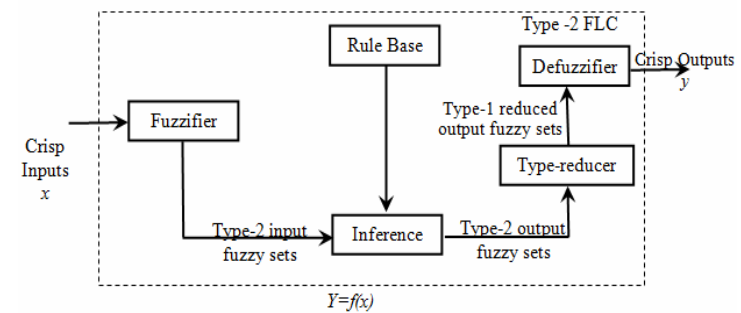 Type -2 FLC
Rule Base
Defuzzifier
Crisp Outputs
y
Fuzzifier
Type-1 reduced
output fuzzy sets
Crisp
Inputs
x
Type-reducer
Type-2 input
fuzzy sets
Inference
Type-2 output
fuzzy sets
Y=f(x)